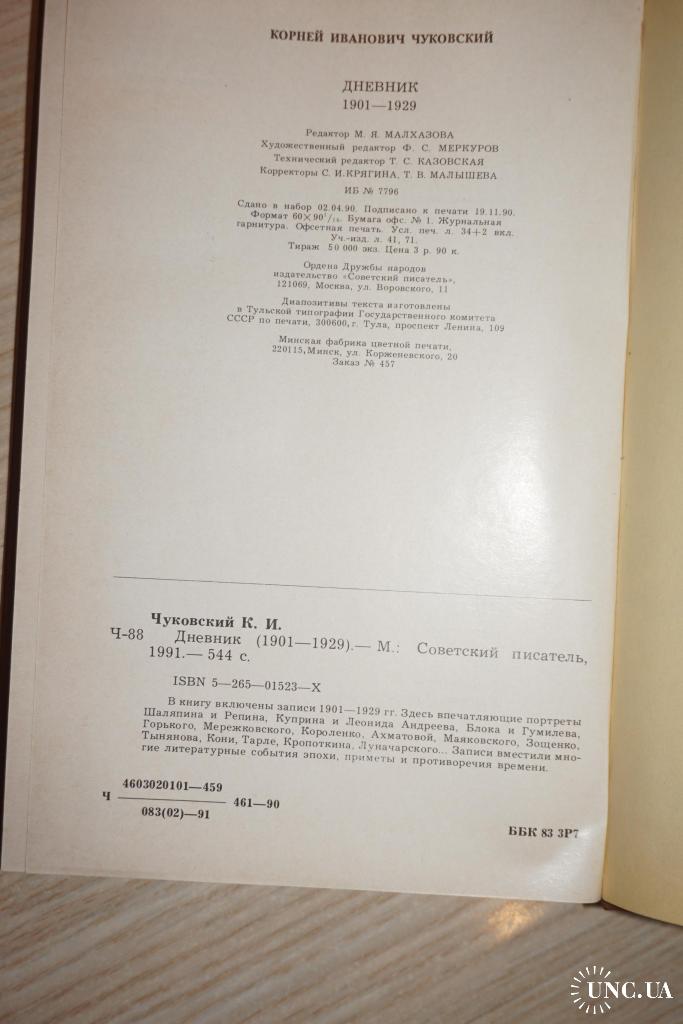 КОРНЕЙ ИВАНОВИЧ ЧУКОВСКИЙ
ДНЕВНИК
1901—1929
Редактор М. Я. МАЛХАЗОВА
Художественный редактор Ф. С. МЕРКУРОВ
Технический редактор Т. С. КАЗОВСКАЯ
Корректоры С. И.КРЯГИНА, Т. В. МАЛЫШЕВА
ИБ № 7796
Сдано в набор 02.04.90. Подписано к печати 19.11.90.
Формат 60×90¹/₁₆. Бумага офс. № 1. Журнальная
гарнитура. Офсетная печать. Усл. печ. л. 34+2 вкл.
Уч.-изд. л. 41, 71.
Тираж 50 000 экз. Цена 3 р. 90 к.
Ордена Дружбы народов
издательство «Советский писатель»,
121069, Москва, ул. Воровского, 11
Диапозитивы текста изготовлены
в Тульской типографии Государственного комитета
СССР по печати, 300600, г. Тула, проспект Ленина, 109
Минская фабрика цветной печати,
220115, Минск, ул. Корженевского, 20
Заказ № 457
Чуковский К. И.
Ч-88 Дневник (1901—1929).— М.: Советский писатель,
1991.— 544 с.
ISBN 5—265—01523—X
В книгу включены записи 1901—1929 гг. Здесь впечатляющие портреты
Шаляпина и Репина, Куприна и Леонида Андреева, Блока и Гумилева,
Горького, Мережковского, Короленко, Ахматовой, Маяковского, Зощенко,
Тынянова, Кони, Тарле, Кропоткина, Луначарского... Записи вместили мно-
гие литературные события эпохи, приметы и противоречия времени.
4603020101—459
Ч 461—90
083(02)—91
ББК 83 3Р7
UNC.UA